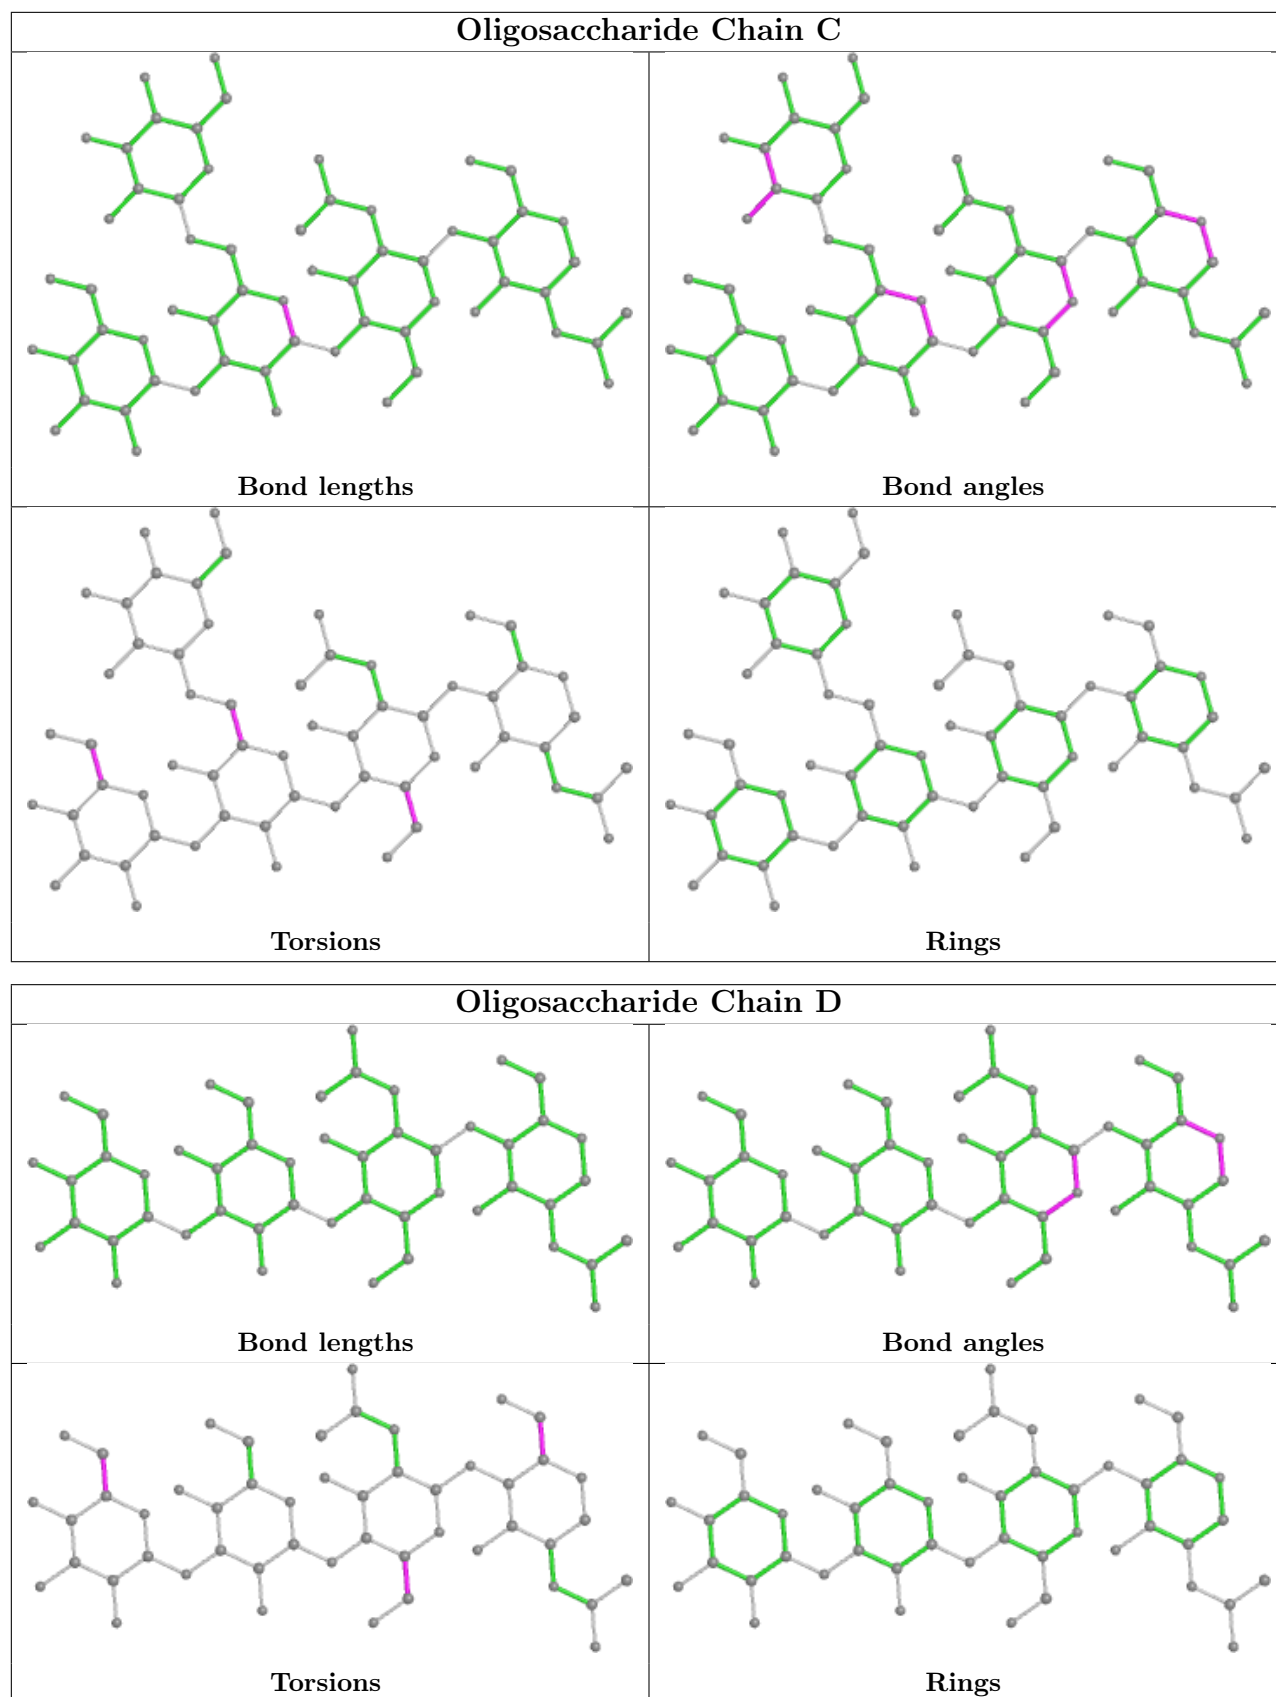 Oligosaccharide Chain C
Bond lengths
Bond angles
Torsions
Rings
Oligosaccharide Chain D
Bond lengths
Bond angles
Torsions
Rings